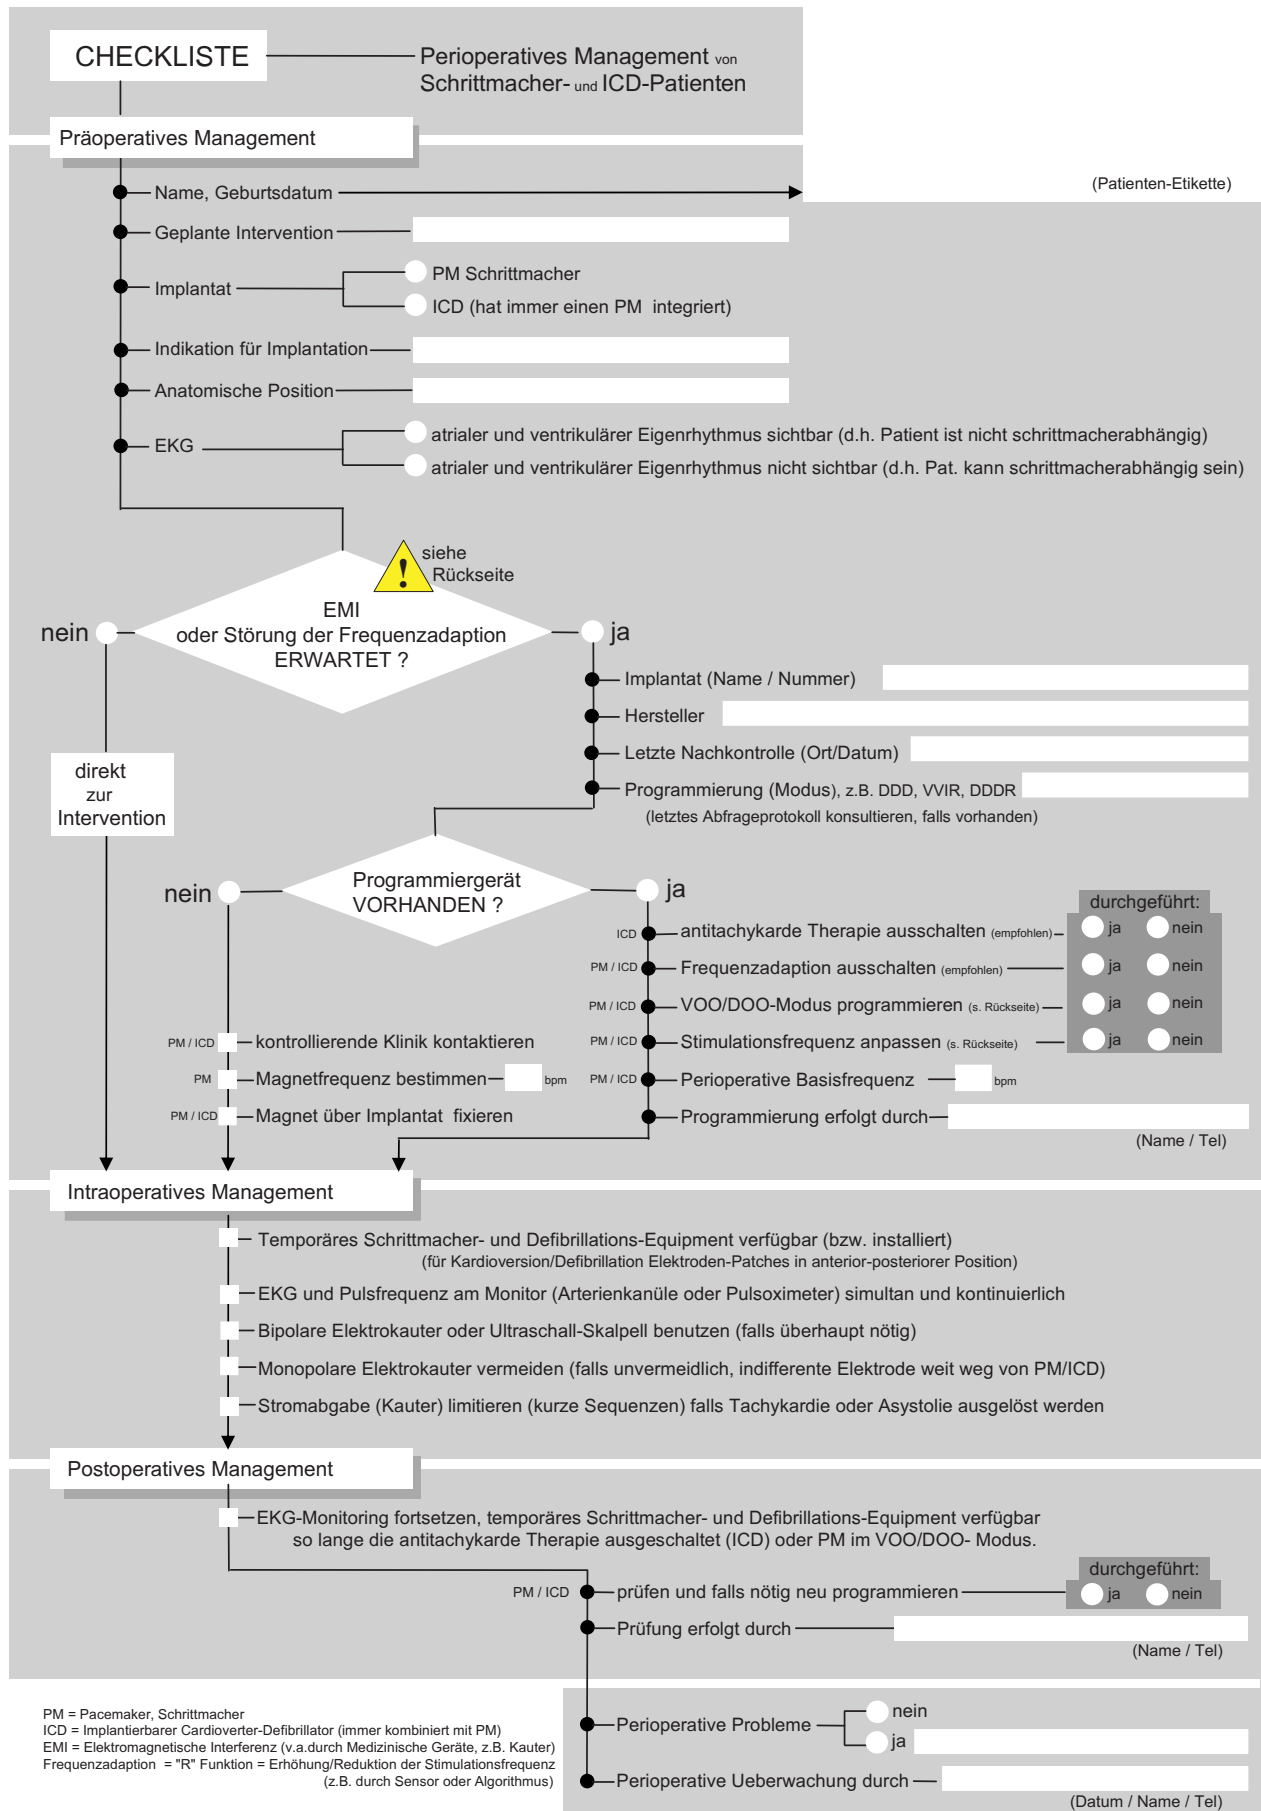 CHECKLISTE
Perioperatives Management von
Schrittmacher- und ICD-Patienten
Präoperatives Management
(Patienten-Etikette)
Name, Geburtsdatum
Geplante Intervention
Implantat
PM Schrittmacher
ICD (hat immer einen PM integriert)
Indikation für Implantation
Anatomische Position
EKG
atrialer und ventrikulärer Eigenrhythmus sichtbar (d.h. Patient ist nicht schrittmacherabhängig)
atrialer und ventrikulärer Eigenrhythmus nicht sichtbar (d.h. Pat. kann schrittmacherabhängig sein)
!
siehe
Rückseite
EMI
oder Störung der Frequenzadaption
ERWARTET ?
nein
ja
direkt
zur
Intervention
Implantat (Name / Nummer)
Hersteller
Letzte Nachkontrolle (Ort/Datum)
Programmierung (Modus), z.B. DDD, VVIR, DDDR
(letztes Abfrageprotokoll konsultieren, falls vorhanden)
Programmiergerät
VORHANDEN ?
nein
ja
durchgeführt:
ICD antitachykarde Therapie ausschalten (empfohlen) ja nein
PM / ICD Frequenzadaption ausschalten (empfohlen) ja nein
PM / ICD VOO/DOO-Modus programmieren (s. Rückseite) ja nein
PM / ICD Stimulationsfrequenz anpassen (s. Rückseite) ja nein
PM / ICD Perioperative Basisfrequenz bpm
Programmierung erfolgt durch
(Name / Tel)
PM / ICD kontrollierende Klinik kontaktieren
PM Magnetfrequenz bestimmen bpm
PM / ICD Magnet über Implantat fixieren
Intraoperatives Management
Temporäres Schrittmacher- und Defibrillations-Equipment verfügbar (bzw. installiert)
(für Kardioversion/Defibrillation Elektroden-Patches in anterior-posteriorer Position)
EKG und Pulsfrequenz am Monitor (Arterienkanüle oder Pulsoximeter) simultan und kontinuierlich
Bipolare Elektrokauter oder Ultraschall-Skalpell benutzen (falls überhaupt nötig)
Monopolare Elektrokauter vermeiden (falls unvermeidlich, indifferente Elektrode weit weg von PM/ICD)
Stromabgabe (Kauter) limitieren (kurze Sequenzen) falls Tachykardie oder Asystolie ausgelöst werden
Postoperatives Management
EKG-Monitoring fortsetzen, temporäres Schrittmacher- und Defibrillations-Equipment verfügbar
so lange die antitachykarde Therapie ausgeschaltet (ICD) oder PM im VOO/DOO- Modus.
durchgeführt:
PM / ICD prüfen und falls nötig neu programmieren ja nein
Prüfung erfolgt durch
(Name / Tel)
PM = Pacemaker, Schrittmacher
ICD = Implantierbarer Cardioverter-Defibrillator (immer kombiniert mit PM)
EMI = Elektromagnetische Interferenz (v.a.durch Medizinische Geräte, z.B. Kauter)
Frequenzadaption = "R" Funktion = Erhöhung/Reduktion der Stimulationsfrequenz
(z.B. durch Sensor oder Algorithmus)
Perioperative Probleme
nein
ja
Perioperative Ueberwachung durch
(Datum / Name / Tel)